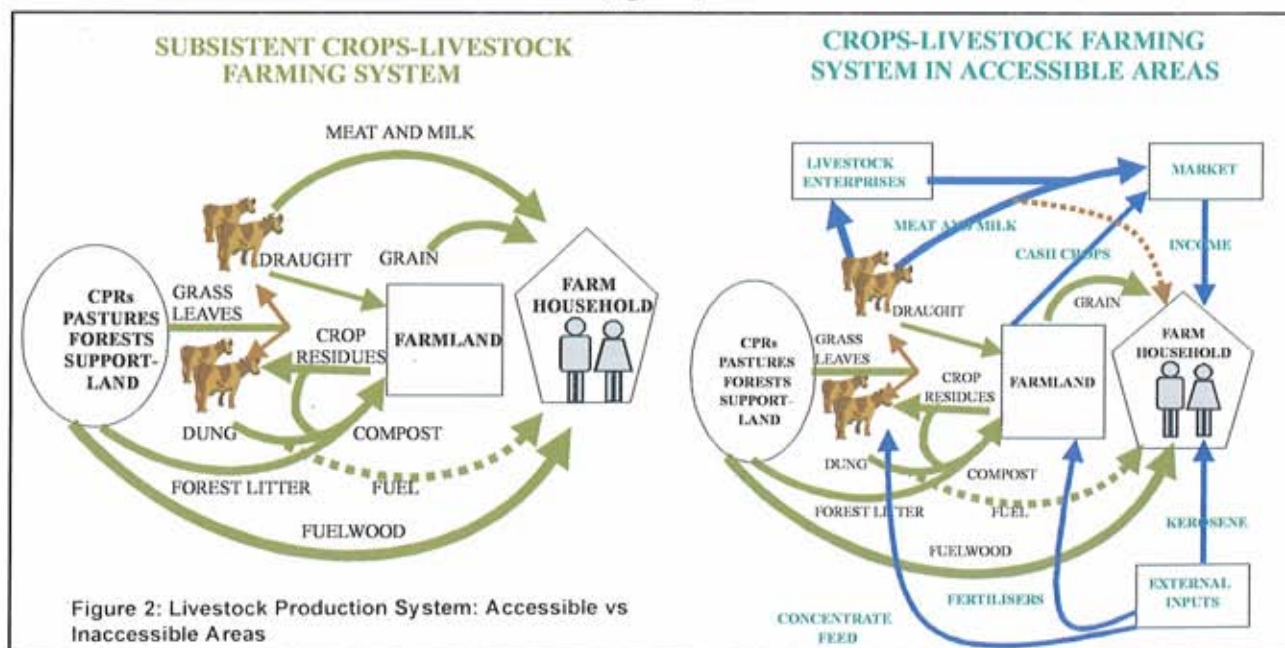 SUBSISTENT CROPS-LIVESTOCK
FARMING SYSTEM
MEAT AND MILK
DRAUGHT
GRAIN
CPRs
PASTURES
FORESTS
SUPPORT-
LAND
GRASS
LEAVES
CROP
RESIDUES
FARMLAND
FARM
HOUSEHOLD
DUNG
COMPOST
FOREST LITTER
FUEL
FUELWOOD
Figure 2: Livestock Production System: Accessible vs
Inaccessible Areas
CROPS-LIVESTOCK FARMING
SYSTEM IN ACCESSIBLE AREAS
LIVESTOCK
ENTERPRISES
MARKET
MEAT AND MILK
CASH CROPS
INCOME
DRAUGHT
GRAIN
CPRs
PASTURES
FORESTS
SUPPORT-
LAND
GRASS
LEAVES
CROP
RESIDUES
FARMLAND
FARM
HOUSEHOLD
DUNG
COMPOST
FOREST LITTER
FUEL
FUELWOOD
KEROSENE
CONCENTRATE
FEED
FERTILISERS
EXTERNAL
INPUTS